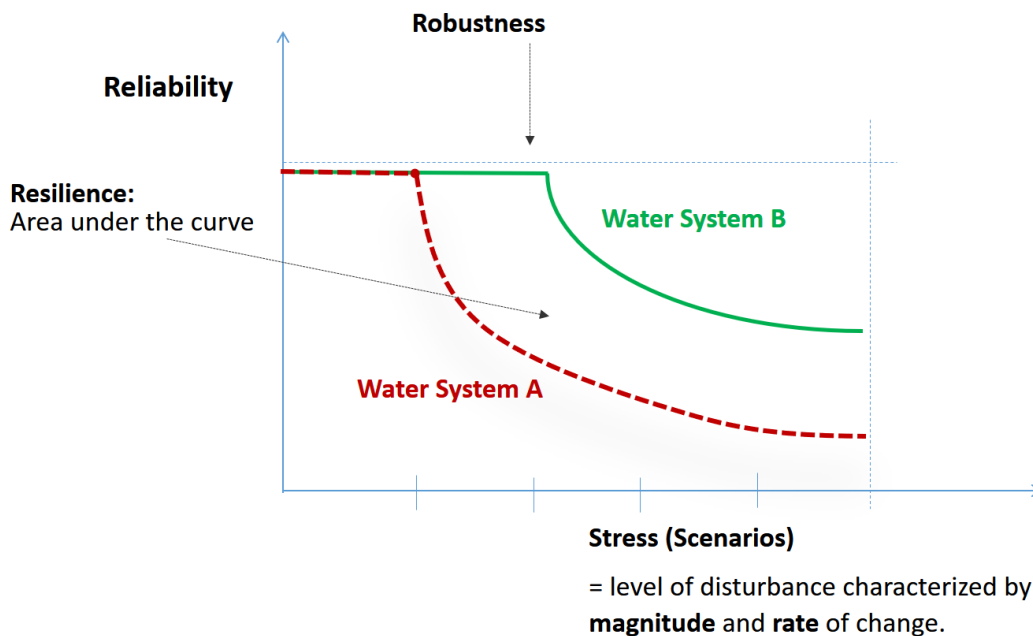 Robustness
Reliability
Resilience:
Area under the curve
Water System B
Water System A
Stress (Scenarios)
= level of disturbance characterized by
magnitude and rate of change.